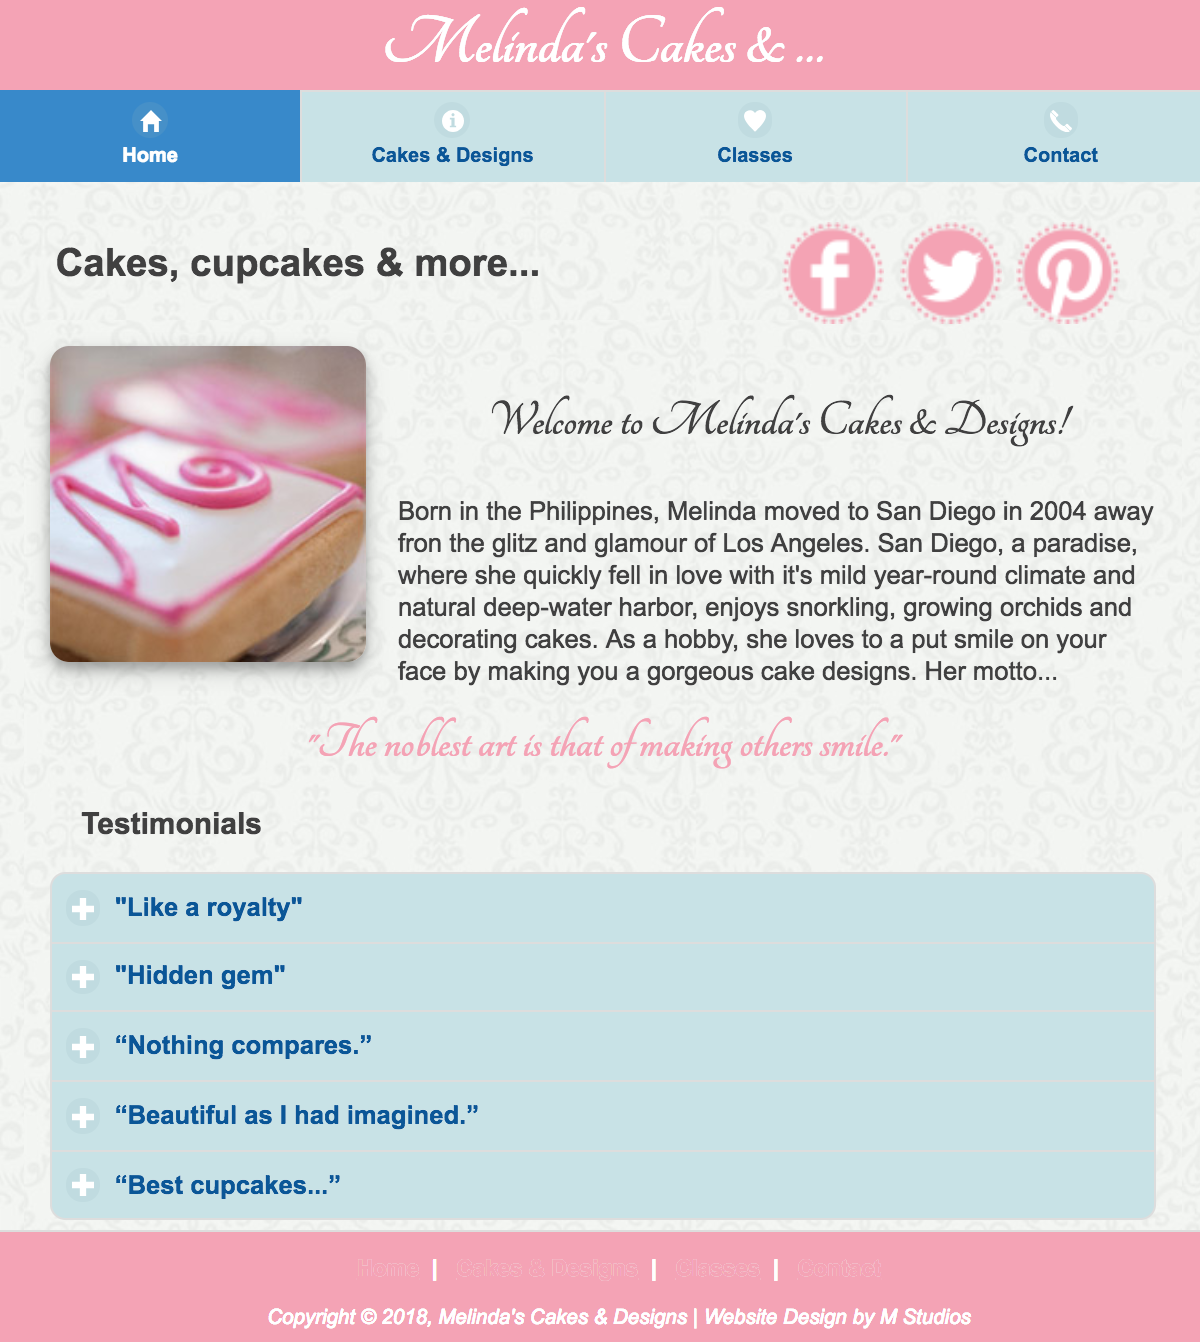 Melinda's Cakes & ...
Home
Cakes & Designs
Classes
Contact
Cakes, cupcakes & more...
Welcome to Melinda's Cakes & Designs!
Born in the Philippines, Melinda moved to San Diego in 2004 away
fron the glitz and glamour of Los Angeles. San Diego, a paradise,
where she quickly fell in love with it's mild year-round climate and
natural deep-water harbor, enjoys snorkling, growing orchids and
decorating cakes. As a hobby, she loves to a put smile on your
face by making you a gorgeous cake designs. Her motto...
"The noblest art is that of making others smile."
Testimonials
"Like a royalty"
"Hidden gem"
“Nothing compares.”
“Beautiful as I had imagined.”
“Best cupcakes...”
Home | Cakes & Designs | Classes | Contact
Copyright © 2018, Melinda's Cakes & Designs | Website Design by M Studios